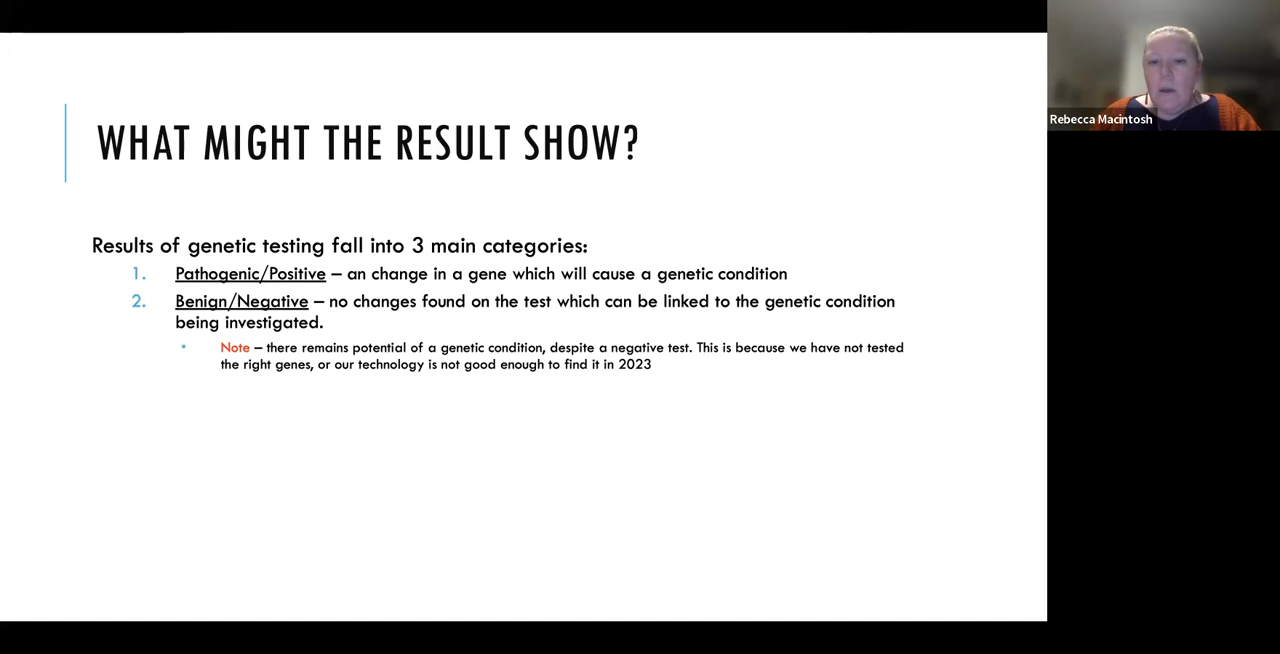 WHAT MIGHT THE RESULT SHOW?
Results of genetic testing fall into 3 main categories:
1. Pathogenic/Positive – an change in a gene which will cause a genetic condition
2. Benign/Negative – no changes found on the test which can be linked to the genetic condition
being investigated.
• Note – there remains potential of a genetic condition, despite a negative test. This is because we have not tested
the right genes, or our technology is not good enough to find it in 2023
Rebecca Macintosh